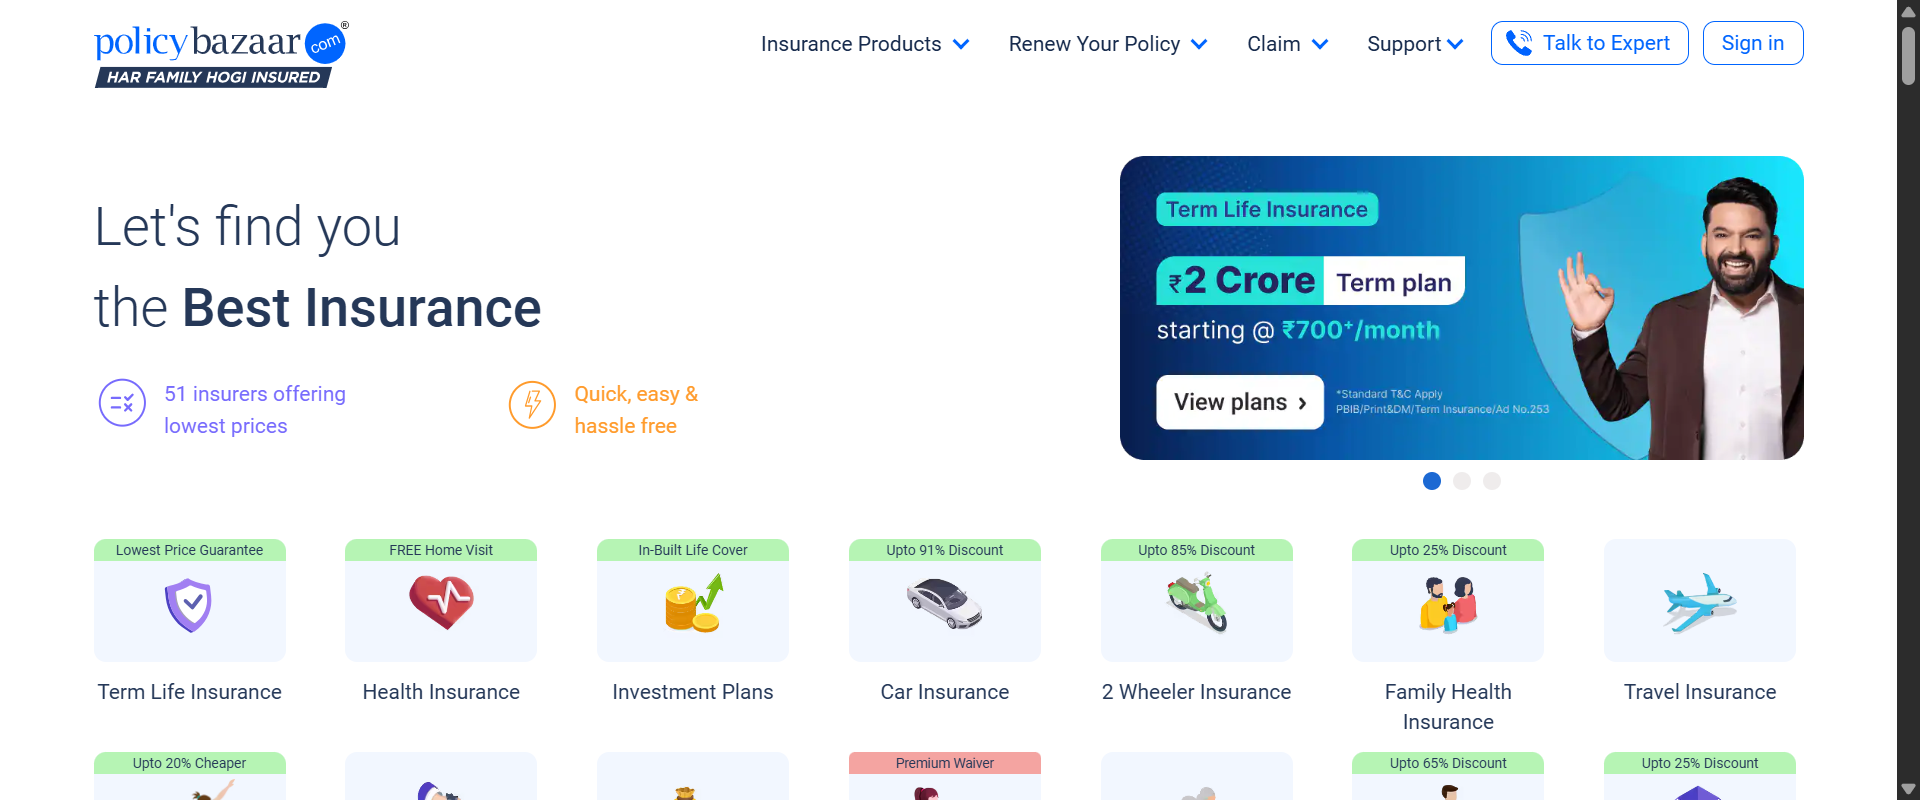 policybazaar com ®
HAR FAMILY HOGI INSURED
Insurance Products
Renew Your Policy
Claim
Support
Talk to Expert
Sign in
Let's find you
the Best Insurance
51 insurers offering
lowest prices
Quick, easy &
hassle free
Term Life Insurance
₹2 Crore Term plan
starting @ ₹700⁺/month
View plans ›
*Standard T&C Apply
PBIB/Print&DM/Term Insurance/Ad No.253
Lowest Price Guarantee
Term Life Insurance
FREE Home Visit
Health Insurance
In-Built Life Cover
Investment Plans
Upto 91% Discount
Car Insurance
Upto 85% Discount
2 Wheeler Insurance
Upto 25% Discount
Family Health
Insurance
Travel Insurance
Upto 20% Cheaper
Premium Waiver
Upto 65% Discount
Upto 25% Discount